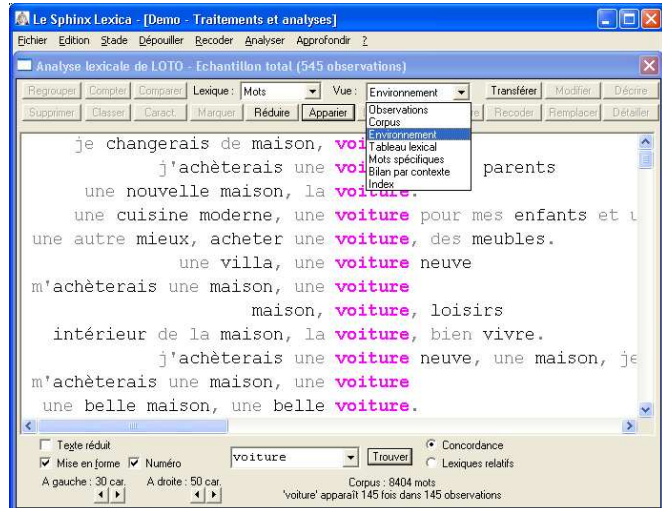 Le Sphinx Lexica - [Demo - Traitements et analyses]
Fichier Edition Stade Dépouiller Recoder Analyser Approfondir ?
Analyse lexicale de LOTO - Echantillon total (545 observations)
Regrouper Compter Comparer Lexique : Mots Vue : Environnement Transférer Modifier Décrire
Supprimer Classer Caract. Marquer Réduire Apparier Recoder Remplacer Détailler
Observations
Corpus
Environnement
Tableau lexical
Mots spécifiques
Bilan par contexte
Index
je changerais de maison,
j'achèterais une parents
une nouvelle maison, la voiture.
une cuisine moderne, une voiture pour mes enfants et
une autre mieux, acheter une voiture, des meubles.
une villa, une voiture neuve
m'achèterais une maison, une voiture
maison, voiture, loisirs
intérieur de la maison, la voiture, bien vivre.
j'achèterais une voiture neuve, une maison, je
m'achèterais une maison, une voiture
une belle maison, une belle voiture.
Texte réduit
Mise en forme Numéro
voiture Trouver
Concordance
Lexiques relatifs
A gauche : 30 car. A droite : 50 car.
Corpus : 8404 mots
'voiture' apparaît 145 fois dans 145 observations